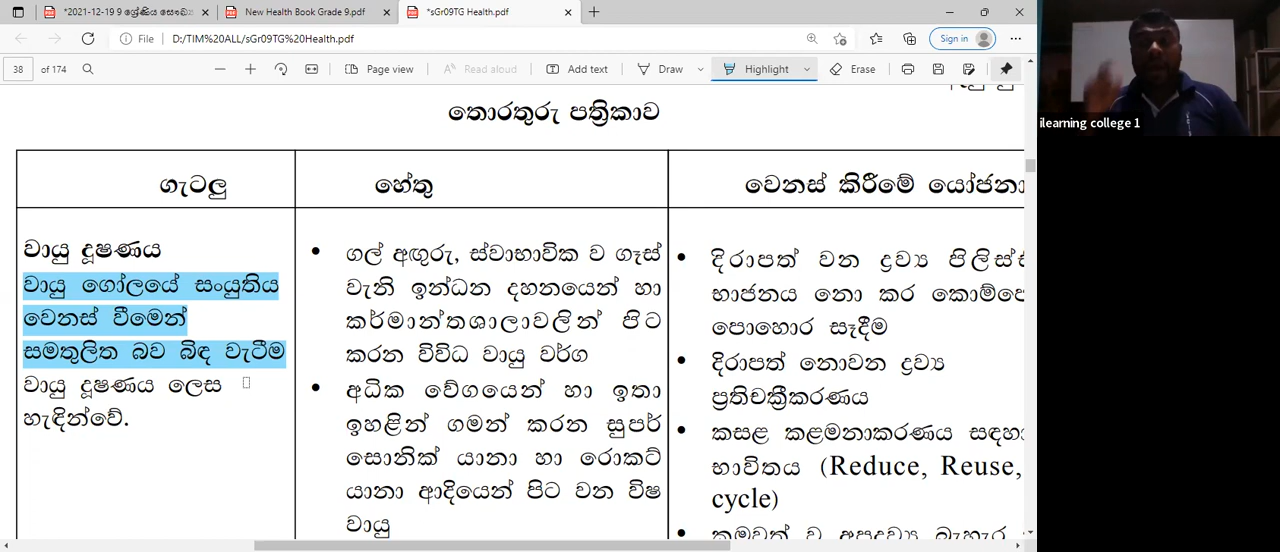 *2021-12-19 9 ශ්‍රේණිය සෞඛ්‍ය
New Health Book Grade 9.pdf
*sGr09TG Health.pdf
File
D:/TIM%20ALL/sGr09TG%20Health.pdf
Sign in
38
of 174
Page view
Read aloud
Add text
Draw
Highlight
Erase
තොරතුරු පත්‍රිකාව
ගැටලු
හේතු
වෙනස් කිරීමේ යෝජනා
වායු දූෂණය
වායු ගෝලයේ සංයුතිය
වෙනස් වීමෙන්
සමතුලිත බව බිඳ වැටීම
වායු දූෂණය ලෙස
හැඳින්වේ.
• ගල් අඟුරු, ස්වාභාවික ව ගෑස්
වැනි ඉන්ධන දහනයෙන් හා
කර්මාන්තශාලාවලින් පිට
කරන විවිධ වායු වර්ග
• අධික වේගයෙන් හා ඉතා
ඉහළින් ගමන් කරන සුපර්
සොනික් යානා හා රොකට්
යානා ආදියෙන් පිට වන විෂ
වායු
• දිරාපත් වන ද්‍රව්‍ය පිලිස්
භාජනය නො කර කොම්පෝ
පොහොර සෑදීම
• දිරාපත් නොවන ද්‍රව්‍ය
ප්‍රතිචක්‍රීකරණය
• කසළ කළමනාකරණය සඳහා
භාවිතය (Reduce, Reuse,
cycle)
• ක්‍රමවත් ව අපද්‍රව්‍ය බැහැර
ilearning college 1